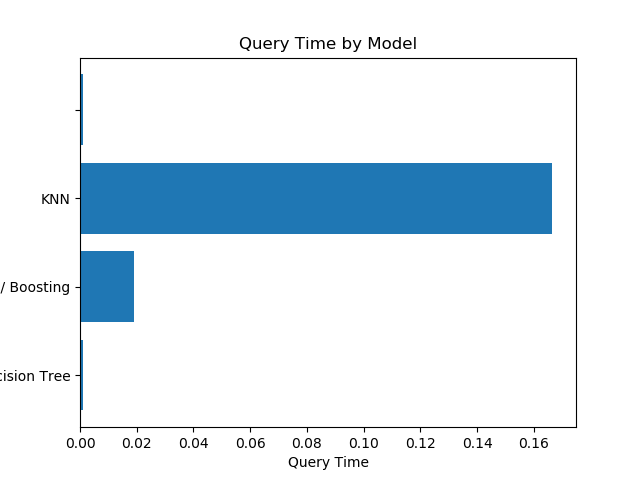 Query Time by Model
KNN
/ Boosting
cision Tree
0.00 0.02 0.04 0.06 0.08 0.10 0.12 0.14 0.16
Query Time